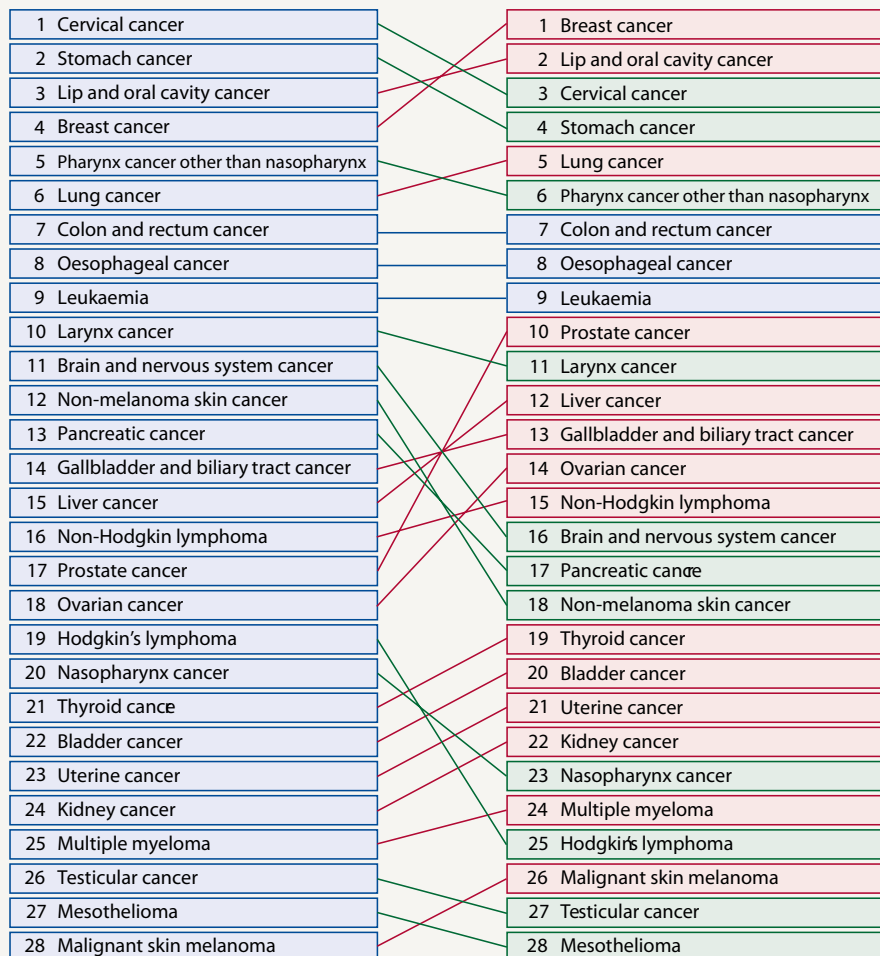 1 Cervical cancer
2 Stomach cancer
3 Lip and oral cavity cancer
4 Breast cancer
5 Pharynx cancer other than nasopharynx
6 Lung cancer
7 Colon and rectum cancer
8 Oesophageal cancer
9 Leukaemia
10 Larynx cancer
11 Brain and nervous system cancer
12 Non-melanoma skin cancer
13 Pancreatic cancer
14 Gallbladder and biliary tract cancer
15 Liver cancer
16 Non-Hodgkin lymphoma
17 Prostate cancer
18 Ovarian cancer
19 Hodgkin's lymphoma
20 Nasopharynx cancer
21 Thyroid cancer
22 Bladder cancer
23 Uterine cancer
24 Kidney cancer
25 Multiple myeloma
26 Testicular cancer
27 Mesothelioma
28 Malignant skin melanoma
1 Breast cancer
2 Lip and oral cavity cancer
3 Cervical cancer
4 Stomach cancer
5 Lung cancer
6 Pharynx cancer other than nasopharynx
7 Colon and rectum cancer
8 Oesophageal cancer
9 Leukaemia
10 Prostate cancer
11 Larynx cancer
12 Liver cancer
13 Gallbladder and biliary tract cancer
14 Ovarian cancer
15 Non-Hodgkin lymphoma
16 Brain and nervous system cancer
17 Pancreatic cancer
18 Non-melanoma skin cancer
19 Thyroid cancer
20 Bladder cancer
21 Uterine cancer
22 Kidney cancer
23 Nasopharynx cancer
24 Multiple myeloma
25 Hodgkin's lymphoma
26 Malignant skin melanoma
27 Testicular cancer
28 Mesothelioma